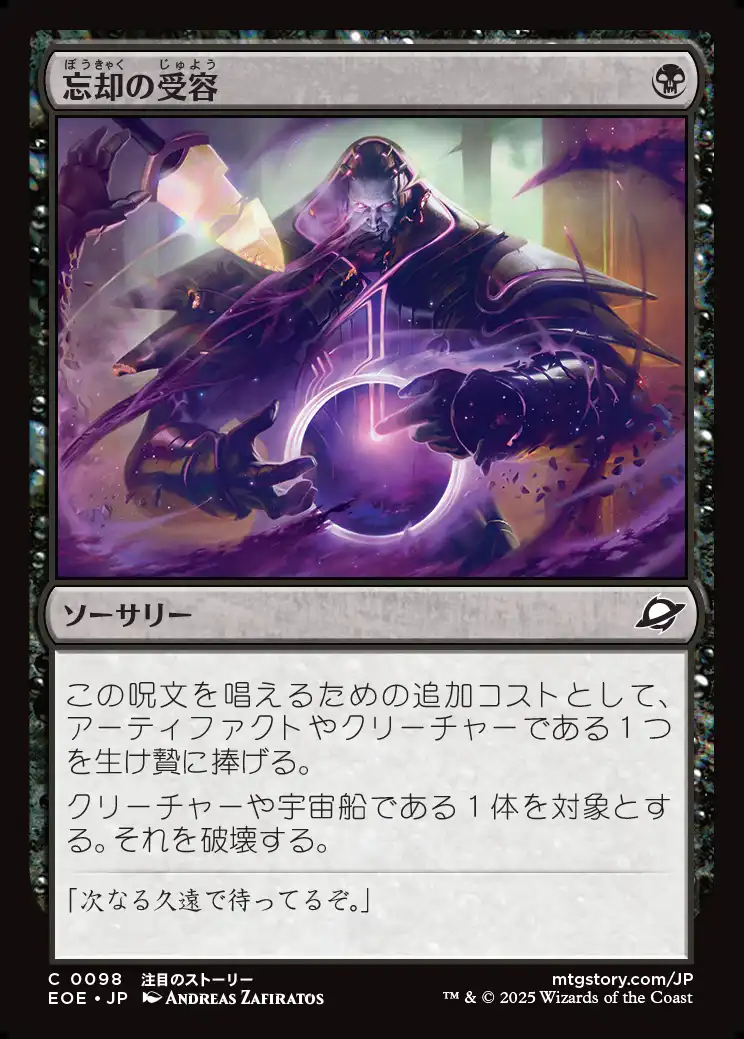 ぼうきゃく じゅよう
忘却の受容
ソーサリー
この呪文を唱えるための追加コストとして、
アーティファクトやクリーチャーである１つ
を生け贄に捧げる。
クリーチャーや宇宙船である１体を対象とす
る。それを破壊する。
「次なる久遠で待ってるぞ。」
C 0098 注目のストーリー
EOE • JP ANDREAS ZAFIRATOS
mtgstory.com/JP
™ & © 2025 Wizards of the Coast